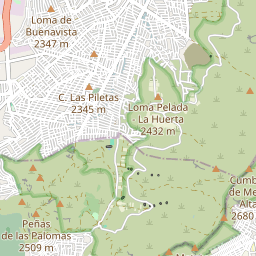 Loma de
Buenavista
2347 m
C. Las Piletas
2345 m
Loma Pelada
La Huerta
2432 m
Cumb
de Me
Alta
2680
Peñas
de las Palomas
2509 m